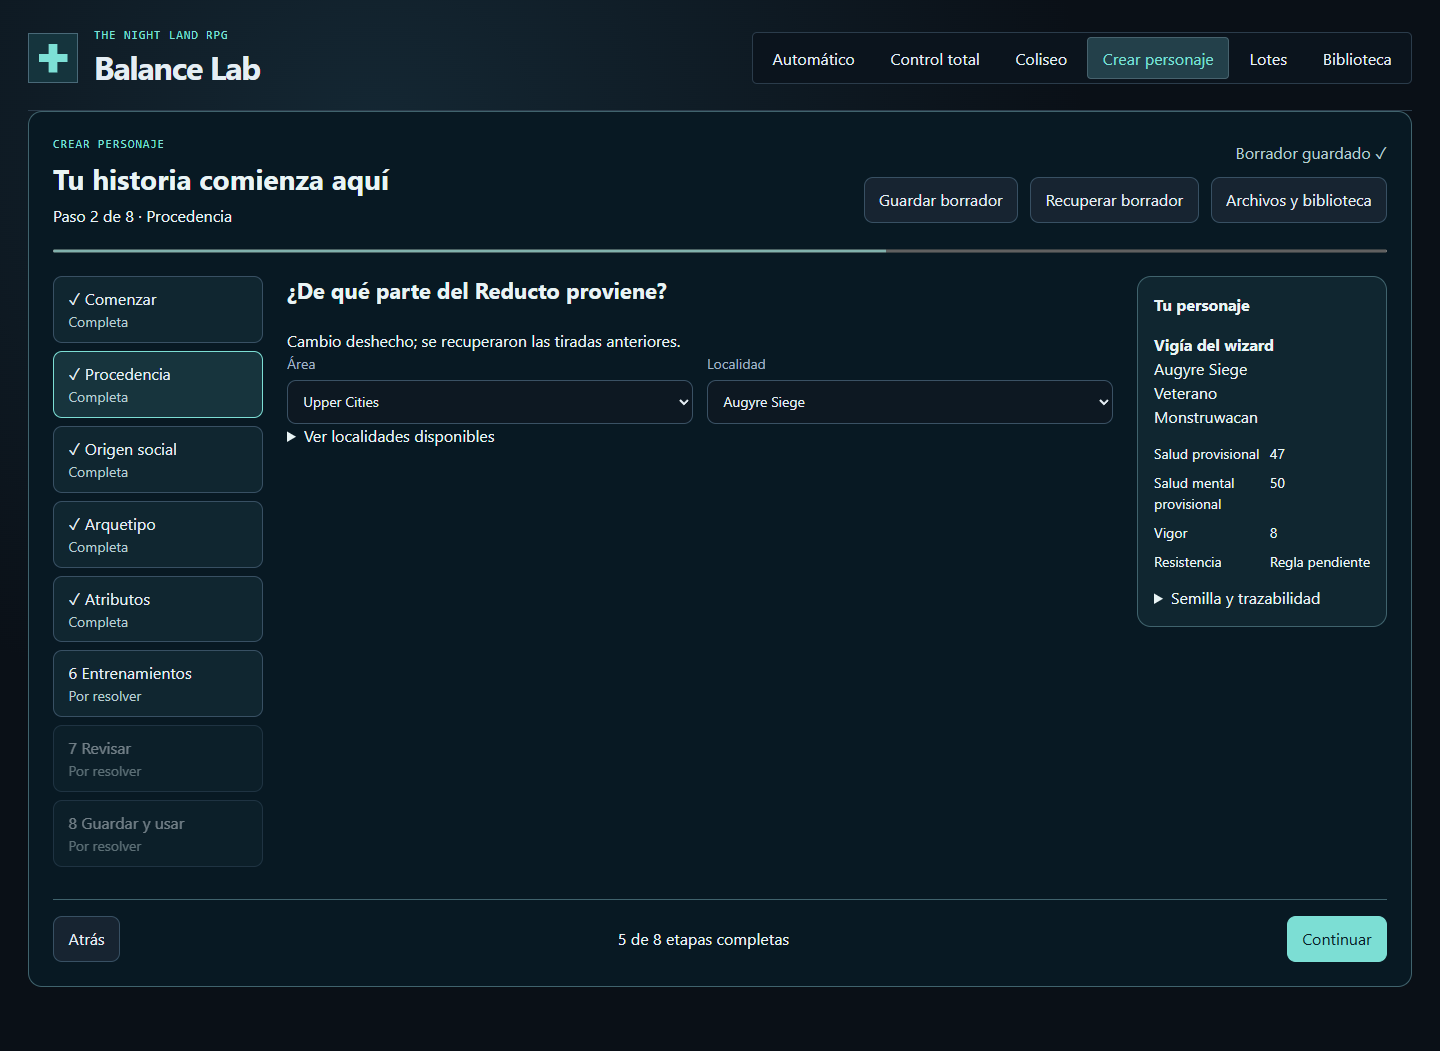 THE NIGHT LAND RPG
Balance Lab
Automático
Control total
Coliseo
Crear personaje
Lotes
Biblioteca
CREAR PERSONAJE
Tu historia comienza aquí
Paso 2 de 8 · Procedencia
Borrador guardado ✓
Guardar borrador
Recuperar borrador
Archivos y biblioteca
✓ Comenzar
Completa
✓ Procedencia
Completa
✓ Origen social
Completa
✓ Arquetipo
Completa
✓ Atributos
Completa
6 Entrenamientos
Por resolver
7 Revisar
Por resolver
8 Guardar y usar
Por resolver
¿De qué parte del Reducto proviene?
Cambio deshecho; se recuperaron las tiradas anteriores.
Área
Upper Cities
Localidad
Augyre Siege
Ver localidades disponibles
Tu personaje
Vigía del wizard
Augyre Siege
Veterano
Monstruwacan
Salud provisional 47
Salud mental provisional 50
Vigor 8
Resistencia Regla pendiente
Semilla y trazabilidad
Atrás
5 de 8 etapas completas
Continuar